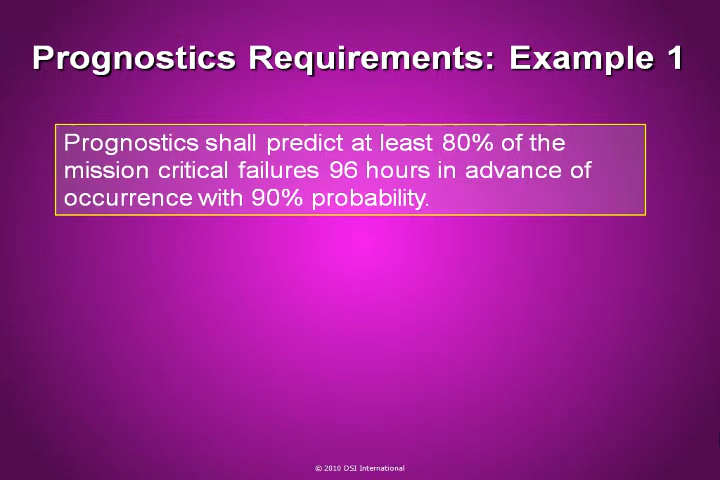 Prognostics Requirements: Example 1
Prognostics shall predict at least 80% of the
mission critical failures 96 hours in advance of
occurrence with 90% probability.
© 2010 DSI International